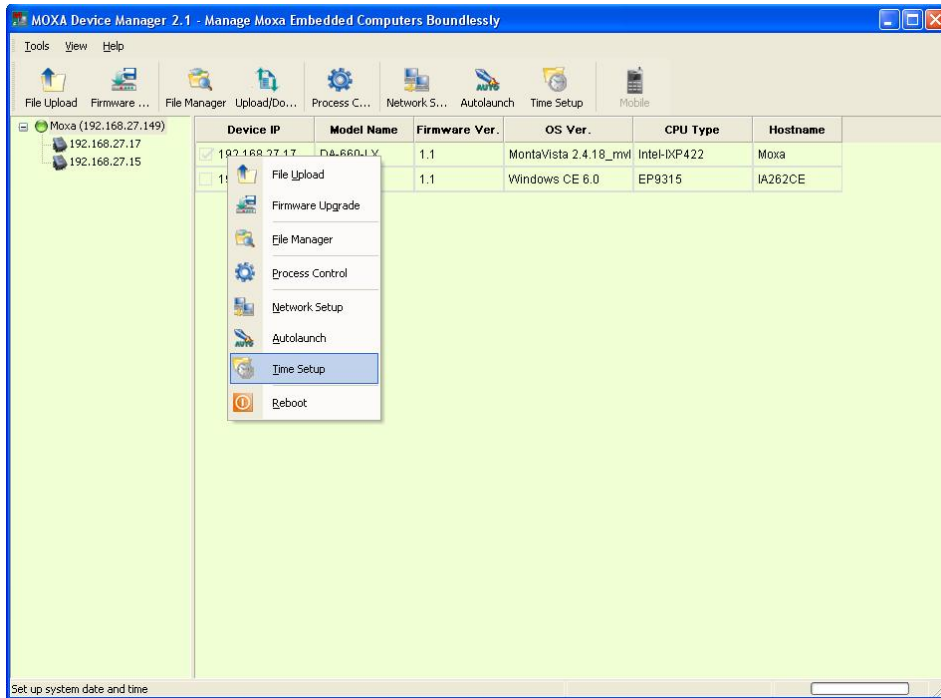 MOXA Device Manager 2.1 - Manage Moxa Embedded Computers Boundlessly
Tools View Help
File Upload Firmware ... File Manager Upload/Do... Process C... Network S... Autolaunch Time Setup Mobile
Moxa (192.168.27.149)
192.168.27.17
192.168.27.15
Device IP Model Name Firmware Ver. OS Ver. CPU Type Hostname
192.168.27.17 DA-660-LX 1.1 MontaVista 2.4.18_mvl Intel-IXP422 Moxa
1.1 Windows CE 6.0 EP9315 IA262CE
File Upload
Firmware Upgrade
File Manager
Process Control
Network Setup
AUTO Autolaunch
Time Setup
Reboot
Set up system date and time